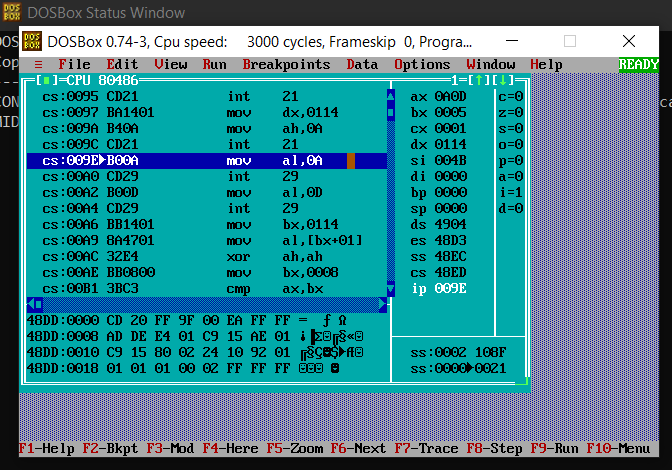 DOSBox Status Window
DOSBox 0.74-3, Cpu speed: 3000 cycles, Frameskip 0, Progra...
≡ File Edit View Run Breakpoints Data Options Window Help READY
[■]=CPU 80486 1=[↑][↓]
cs:0095 CD21 int 21 ax 0A0D c=0
cs:0097 BA1401 mov dx,0114 bx 0005 z=0
cs:009A B40A mov ah,0A cx 0001 s=0
cs:009C CD21 int 21 dx 0114 o=0
cs:009E►B00A mov al,0A si 004B p=0
cs:00A0 CD29 int 29 di 0000 a=0
cs:00A2 B00D mov al,0D bp 0000 i=1
cs:00A4 CD29 int 29 sp 0000 d=0
cs:00A6 BB1401 mov bx,0114 ds 4904
cs:00A9 8A4701 mov al,[bx+01] es 48D3
cs:00AC 32E4 xor ah,ah ss 48EC
cs:00AE BB0800 mov bx,0008 cs 48ED
cs:00B1 3BC3 cmp ax,bx ip 009E
48DD:0000 CD 20 FF 9F 00 EA FF FF = ƒ Ω
48DD:0008 AD DE E4 01 C9 15 AE 01 ¡▐Σ☺╔§«☺
48DD:0010 C9 15 80 02 24 10 92 01 ╔§Ç☻$►Æ☺ ss:0002 108F
48DD:0018 01 01 01 00 02 FF FF FF ☺☺☺ ☻ ss:0000►0021
F1-Help F2-Bkpt F3-Mod F4-Here F5-Zoom F6-Next F7-Trace F8-Step F9-Run F10-Menu